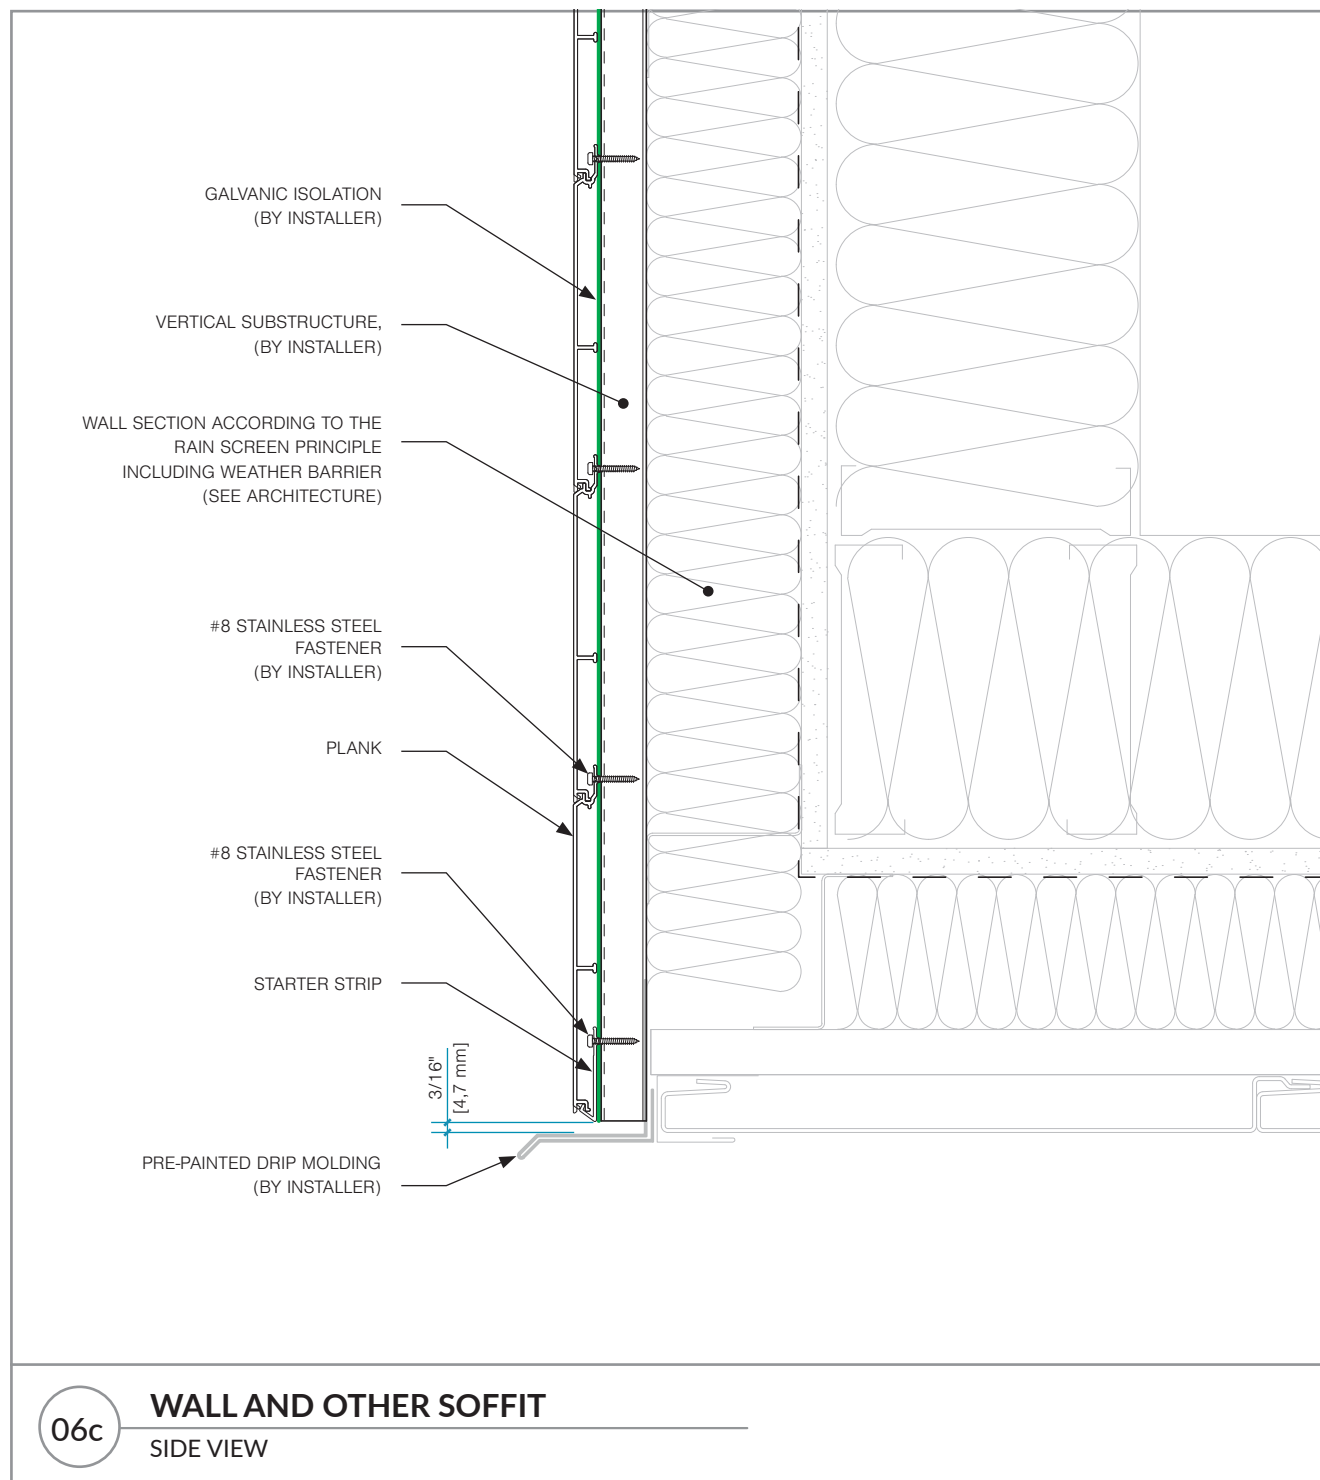 GALVANIC ISOLATION
(BY INSTALLER)
VERTICAL SUBSTRUCTURE,
(BY INSTALLER)
WALL SECTION ACCORDING TO THE
RAIN SCREEN PRINCIPLE
INCLUDING WEATHER BARRIER
(SEE ARCHITECTURE)
#8 STAINLESS STEEL
FASTENER
(BY INSTALLER)
PLANK
#8 STAINLESS STEEL
FASTENER
(BY INSTALLER)
STARTER STRIP
3/16"
[4,7 mm]
PRE-PAINTED DRIP MOLDING
(BY INSTALLER)
06c
WALL AND OTHER SOFFIT
SIDE VIEW